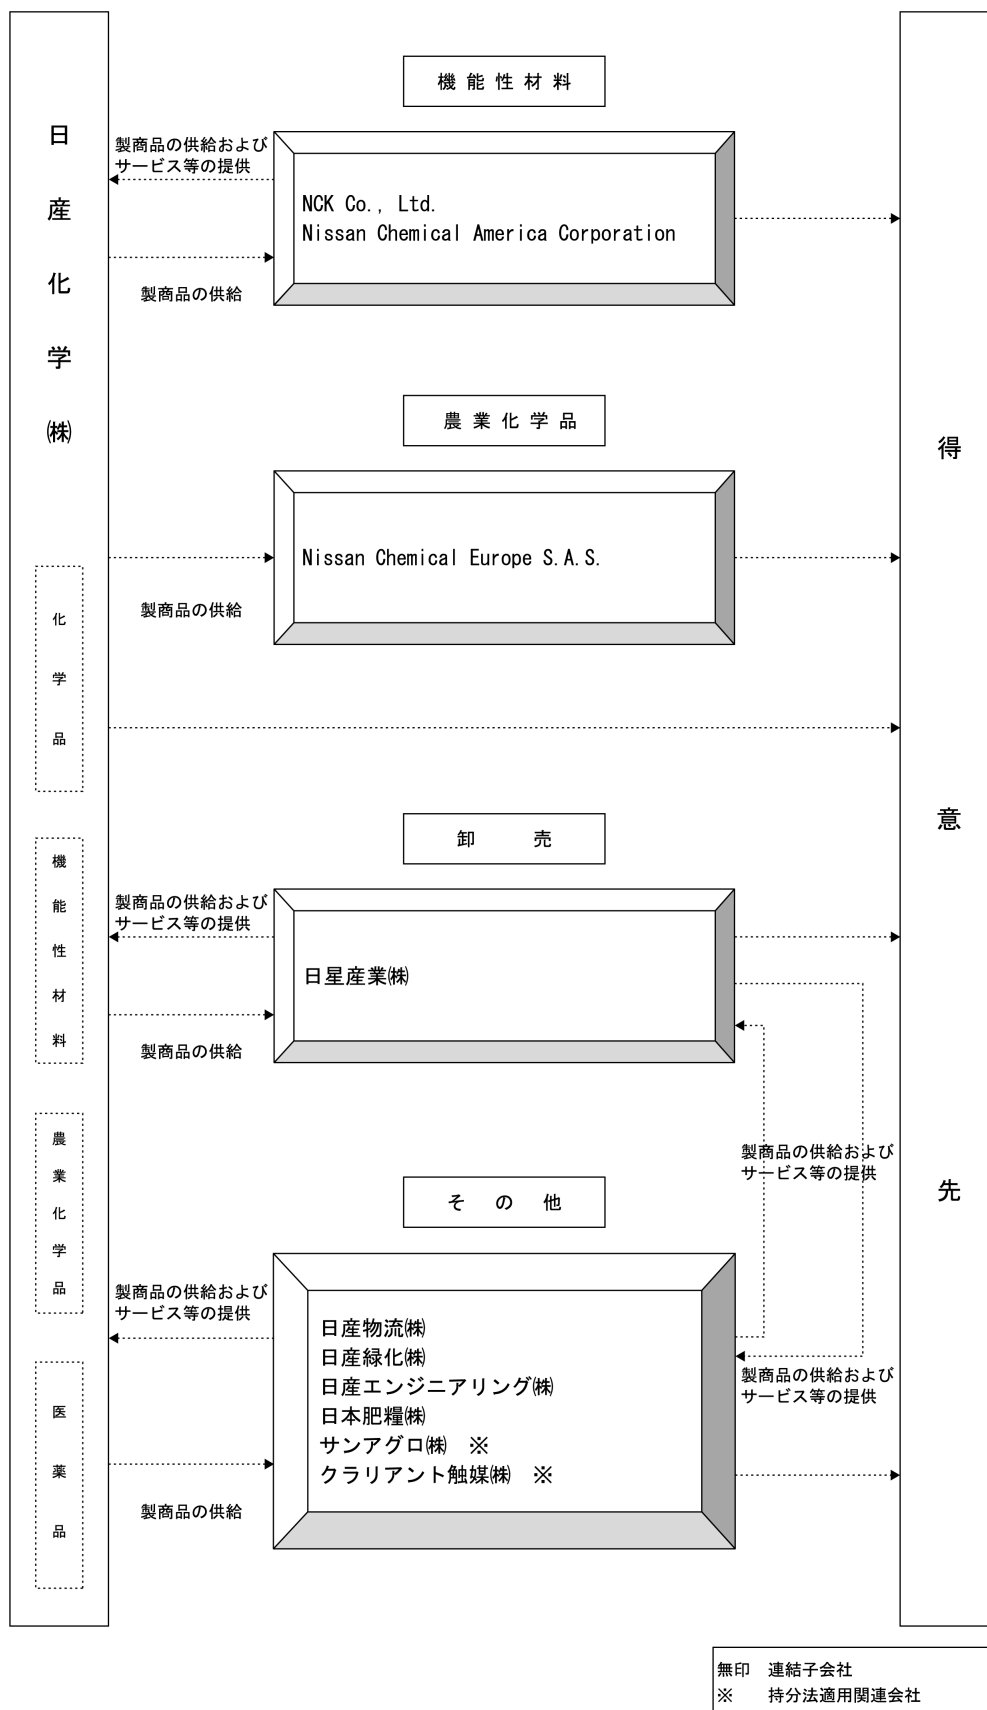 日産化学㈱
機能性材料
製商品の供給および
サービス等の提供
NCK Co., Ltd.
Nissan Chemical America Corporation
製商品の供給
農業化学品
Nissan Chemical Europe S.A.S.
製商品の供給
化学品
卸売
機能性材料
製商品の供給および
サービス等の提供
日星産業㈱
製商品の供給
農業化学品
製商品の供給および
サービス等の提供
その他
製商品の供給および
サービス等の提供
日産物流㈱
日産緑化㈱
日産エンジニアリング㈱
日本肥糧㈱
サンアグロ㈱　※
クラリアント触媒㈱　※
製商品の供給および
サービス等の提供
医薬品
製商品の供給
得意先
無印　連結子会社
※　持分法適用関連会社